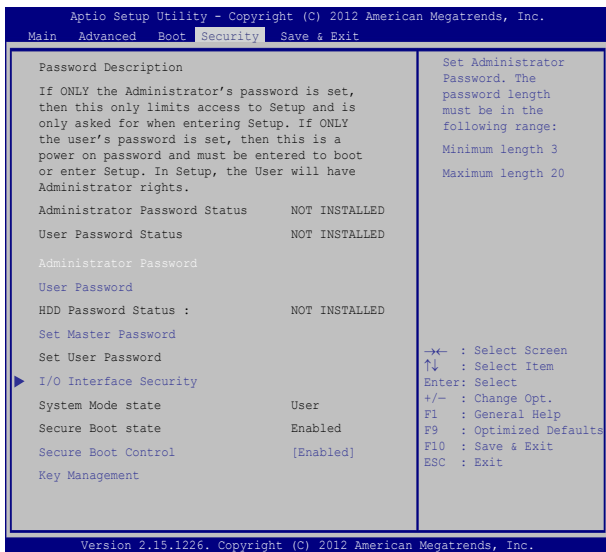 Aptio Setup Utility - Copyright (C) 2012 American Megatrends, Inc.
Main Advanced Boot Security Save & Exit
Password Description
If ONLY the Administrator's password is set,
then this only limits access to Setup and is
only asked for when entering Setup. If ONLY
the user's password is set, then this is a
power on password and must be entered to boot
or enter Setup. In Setup, the User will have
Administrator rights.
Administrator Password Status NOT INSTALLED
User Password Status NOT INSTALLED
Administrator Password
User Password
HDD Password Status : NOT INSTALLED
Set Master Password
Set User Password
I/O Interface Security
System Mode state User
Secure Boot state Enabled
Secure Boot Control [Enabled]
Key Management
Set Administrator
Password. The
password length
must be in the
following range:
Minimum length 3
Maximum length 20
→← : Select Screen
↑↓ : Select Item
Enter: Select
+/— : Change Opt.
F1 : General Help
F9 : Optimized Defaults
F10 : Save & Exit
ESC : Exit
Version 2.15.1226. Copyright (C) 2012 American Megatrends, Inc.